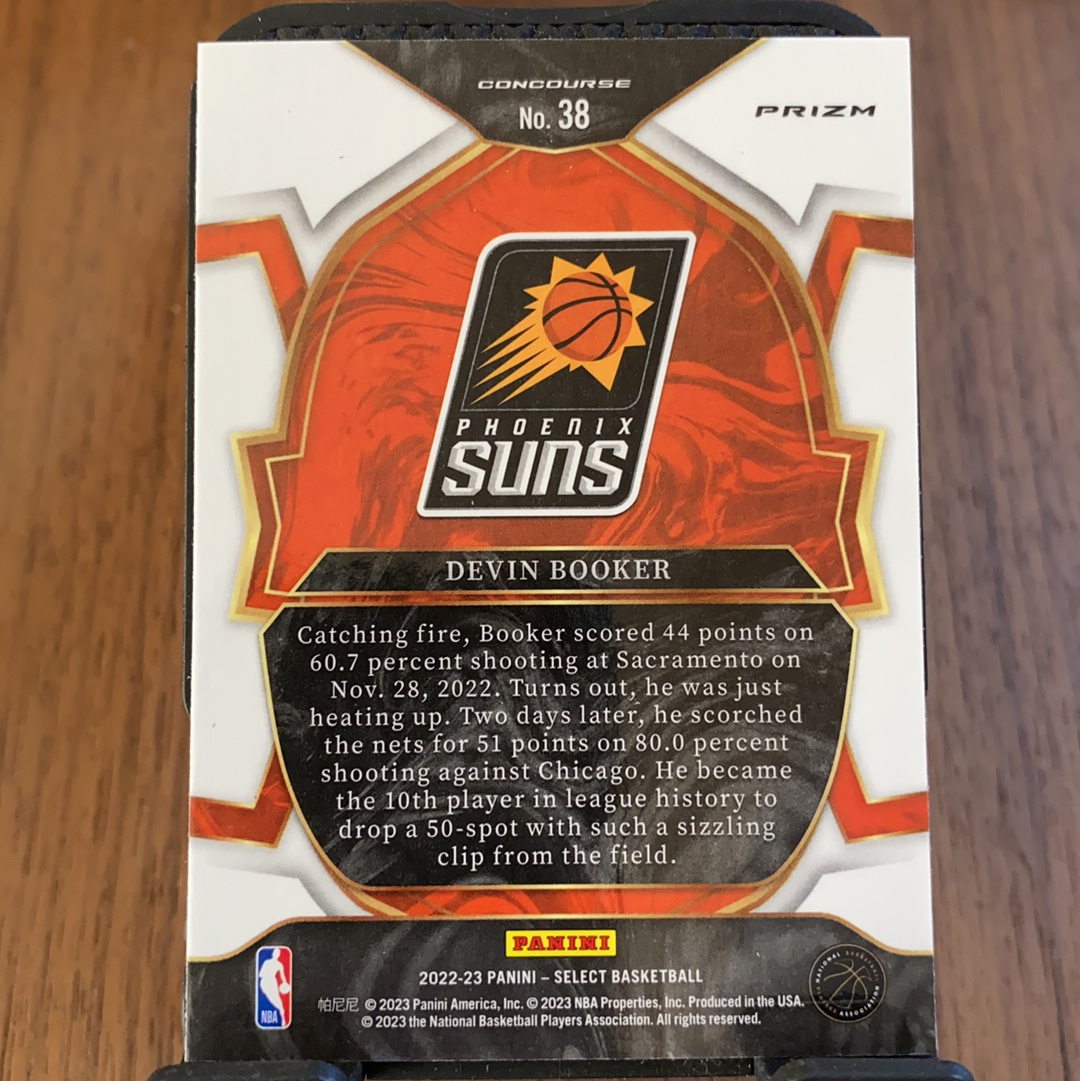 CONCOURSE
No. 38
PRIZM
PHOENIX
SUNS
DEVIN BOOKER
Catching fire, Booker scored 44 points on
60.7 percent shooting at Sacramento on
Nov. 28, 2022. Turns out, he was just
heating up. Two days later, he scorched
the nets for 51 points on 80.0 percent
shooting against Chicago. He became
the 10th player in league history to
drop a 50-spot with such a sizzling
clip from the field.
PANINI
2022-23 PANINI – SELECT BASKETBALL
帕尼尼 © 2023 Panini America, Inc. © 2023 NBA Properties, Inc. Produced in the USA.
© 2023 the National Basketball Players Association. All rights reserved.
NBA
NATIONAL BASKETBALL
PLAYERS ASSOCIATION